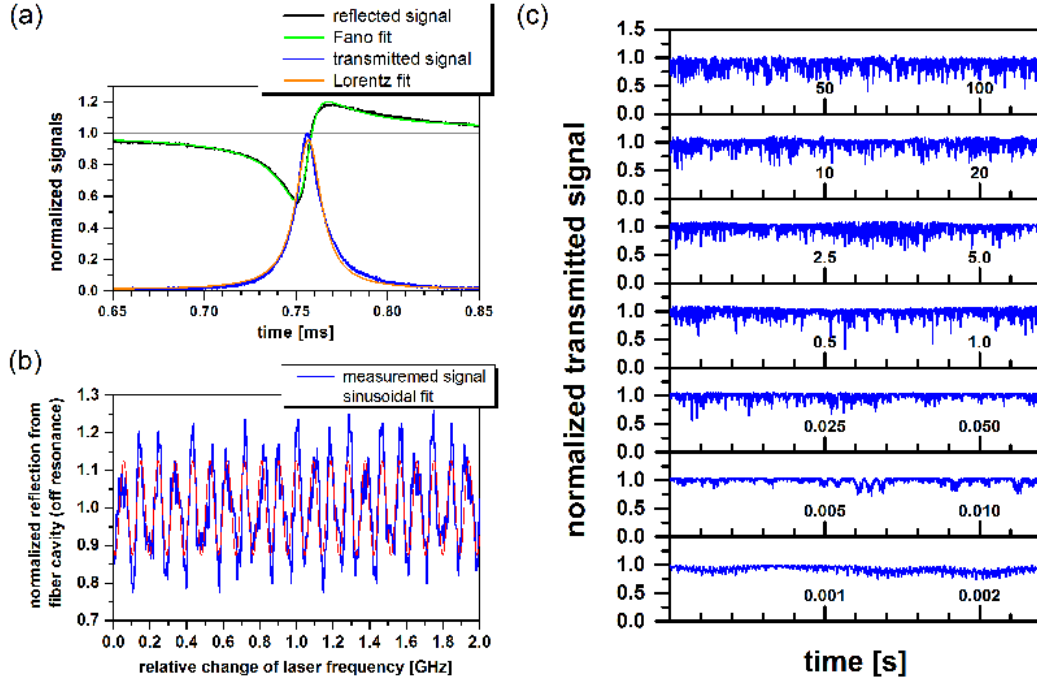 (a)
reflected signal
Fano fit
transmitted signal
Lorentz fit
normalized signals
1.2
1.0
0.8
0.6
0.4
0.2
0.0
0.65 0.70 0.75 0.80 0.85
time [ms]
(b)
measuremed signal
sinusoidal fit
normalized reflection from
fiber cavity (off resonance)
1.3
1.2
1.1
1.0
0.9
0.8
0.7
0.0 0.2 0.4 0.6 0.8 1.0 1.2 1.4 1.6 1.8 2.0
relative change of laser frequency [GHz]
(c)
normalized transmitted signal
1.5
1.0
0.5
50 100
0.0
1.0
0.5
10 20
0.0
1.0
0.5
2.5 5.0
0.0
1.0
0.5
0.5 1.0
0.0
1.0
0.5
0.025 0.050
0.0
1.0
0.5
0.005 0.010
0.0
1.0
0.5
0.001 0.002
0.0
time [s]